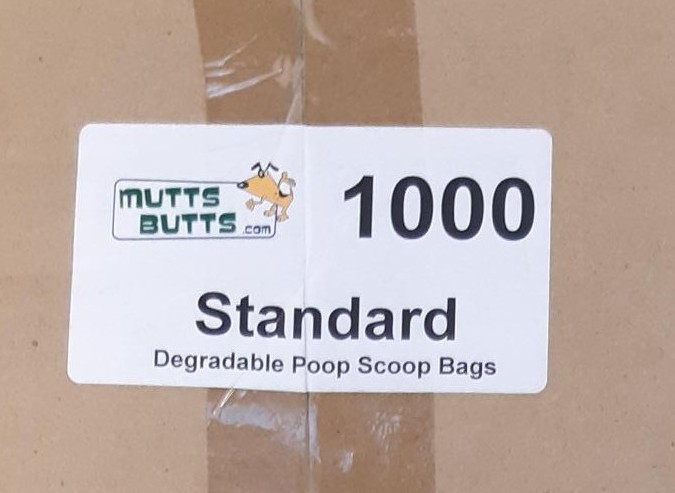 MUTTS
BUTTS
.com
1000
Standard
Degradable Poop Scoop Bags